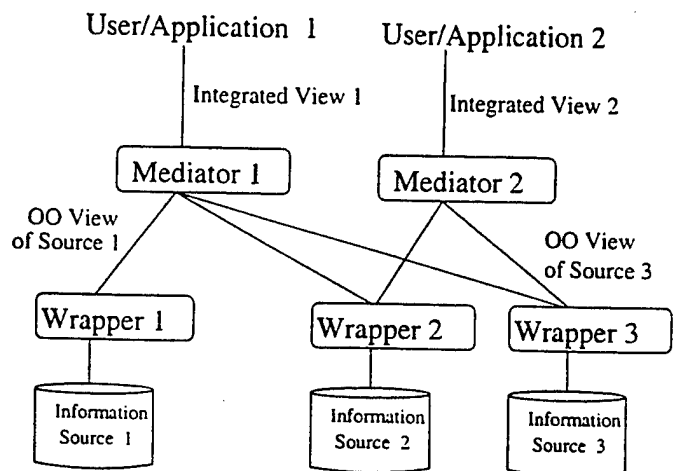 User/Application 1
User/Application 2
Integrated View 1
Integrated View 2
Mediator 1
Mediator 2
OO View
of Source 1
OO View
of Source 3
Wrapper 1
Wrapper 2
Wrapper 3
Information
Source 1
Information
Source 2
Information
Source 3